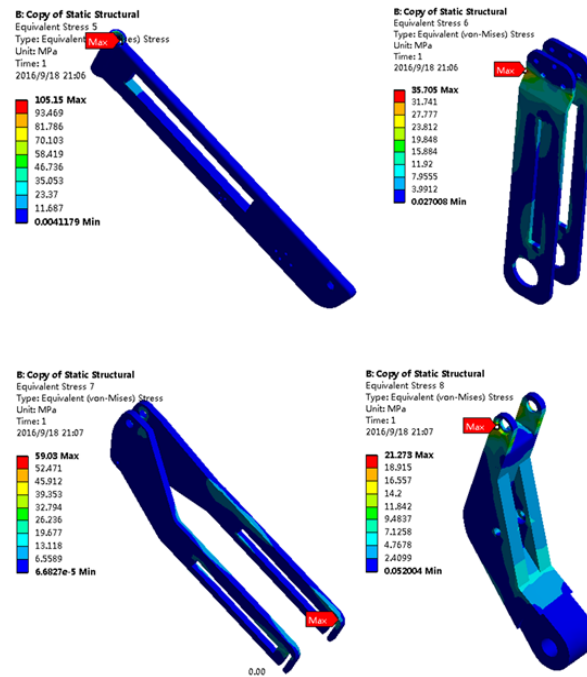 B: Copy of Static Structural
Equivalent Stress 5
Type: Equivalent Stress
Unit: MPa
Time: 1
2016/9/18 21:06
Max
105.15 Max
93.469
81.786
70.103
58.419
46.736
35.053
23.37
11.687
0.0041179 Min
B: Copy of Static Structural
Equivalent Stress 6
Type: Equivalent (von-Mises) Stress
Unit: MPa
Time: 1
2016/9/18 21:06
Max
35.705 Max
31.741
27.777
23.812
19.848
15.884
11.92
7.9555
3.9912
0.027008 Min
B: Copy of Static Structural
Equivalent Stress 7
Type: Equivalent (von-Mises) Stress
Unit: MPa
Time: 1
2016/9/18 21:07
59.03 Max
52.471
45.912
39.353
32.794
26.236
19.677
13.118
6.5589
6.6827e-5 Min
Max
0.00
B: Copy of Static Structural
Equivalent Stress 8
Type: Equivalent (von-Mises) Stress
Unit: MPa
Time: 1
2016/9/18 21:07
Max
21.273 Max
18.915
16.557
14.2
11.842
9.4837
7.1258
4.7678
2.4099
0.052004 Min